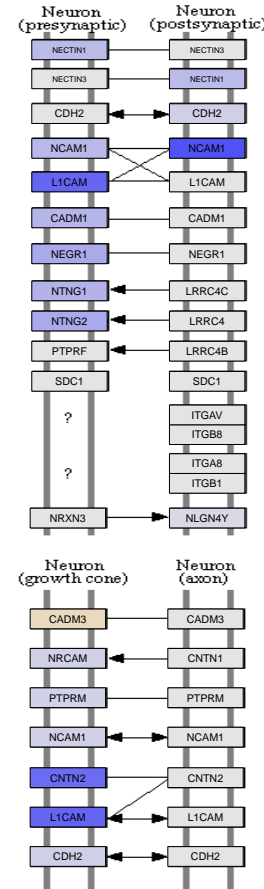 Neuron Neuron
(presynaptic) (postsynaptic)
NECTIN1 NECTIN3
NECTIN3 NECTIN1
CDH2 CDH2
NCAM1 NCAM1
L1CAM L1CAM
CADM1 CADM1
NEGR1 NEGR1
NTNG1 LRRC4C
NTNG2 LRRC4
PTPRF LRRC4B
SDC1 SDC1
? ITGAV
ITGB8
? ITGA8
ITGB1
NRXN3 NLGN4Y
Neuron Neuron
(growth cone) (axon)
CADM3 CADM3
NRCAM CNTN1
PTPRM PTPRM
NCAM1 NCAM1
CNTN2 CNTN2
L1CAM L1CAM
CDH2 CDH2